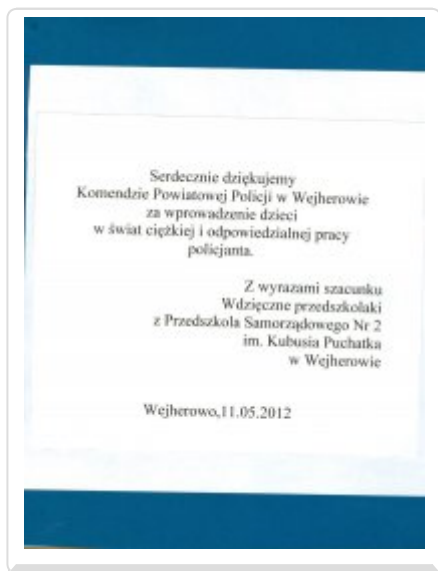 Serdecznie dziękujemy
Komendzie Powiatowej Policji w Wejherowie
za wprowadzenie dzieci
w świat ciężkiej i odpowiedzialnej pracy
policjanta.
Z wyrazami szacunku
Wdzięczne przedszkolaki
z Przedszkola Samorządowego Nr 2
im. Kubusia Puchatka
w Wejherowie
Wejherowo,11.05.2012